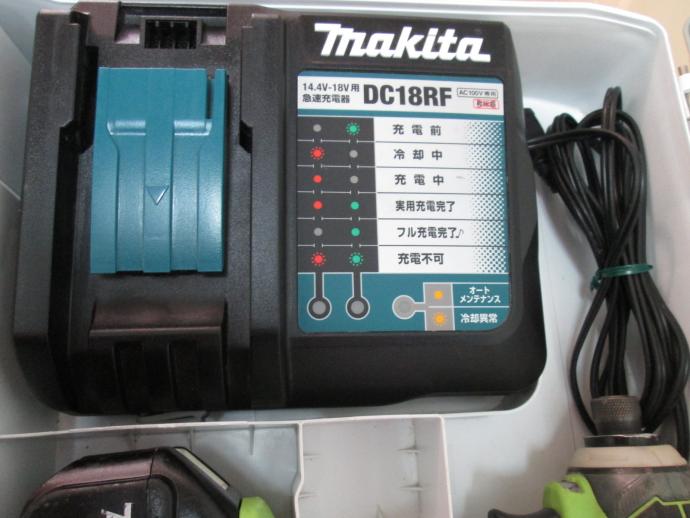 makita
14.4V-18V用
急速充電器
DC18RF
AC100V専用
充電前
冷却中
充電中
実用充電完了
フル充電完了♪
充電不可
オート
メンテナンス
冷却異常